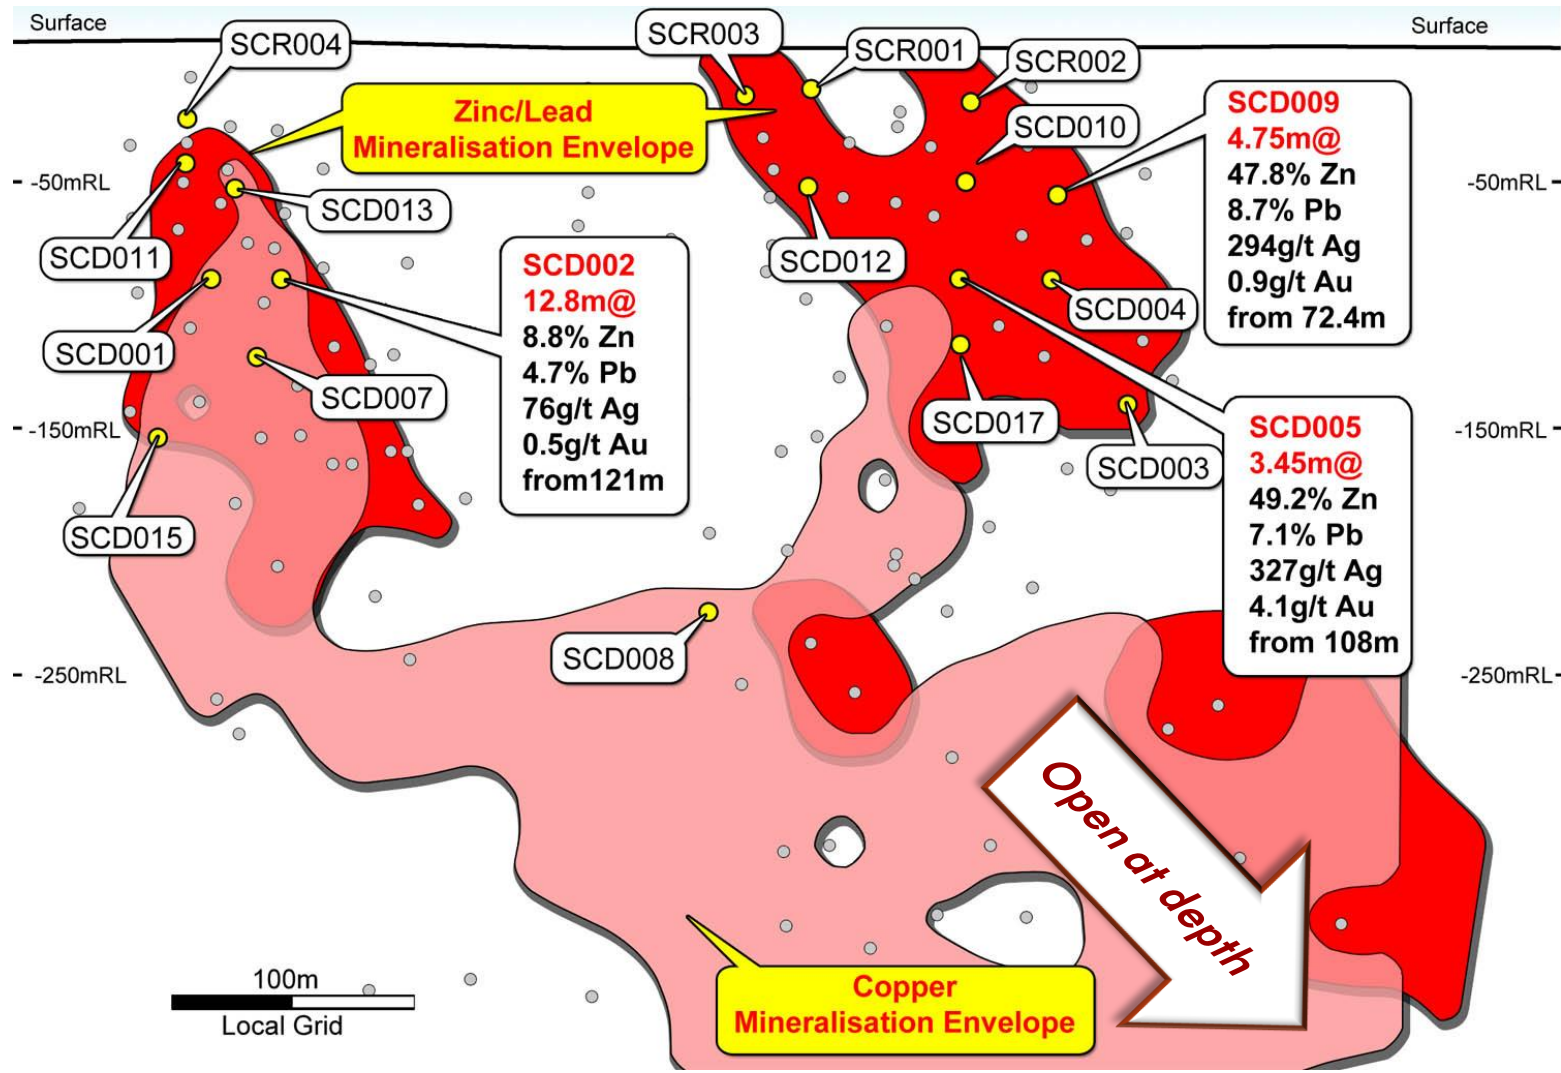 Surface
Surface
SCR004
SCR003
SCR001
SCR002
Zinc/Lead
Mineralisation Envelope
SCD010
SCD009
4.75m@
47.8% Zn
8.7% Pb
294g/t Ag
0.9g/t Au
from 72.4m
-50mRL
-50mRL
SCD013
SCD011
SCD012
SCD002
12.8m@
8.8% Zn
4.7% Pb
76g/t Ag
0.5g/t Au
from121m
SCD004
SCD001
SCD007
SCD017
-150mRL
-150mRL
SCD003
SCD005
3.45m@
49.2% Zn
7.1% Pb
327g/t Ag
4.1g/t Au
from 108m
SCD015
SCD008
-250mRL
-250mRL
Open at depth
100m
Local Grid
Copper
Mineralisation Envelope